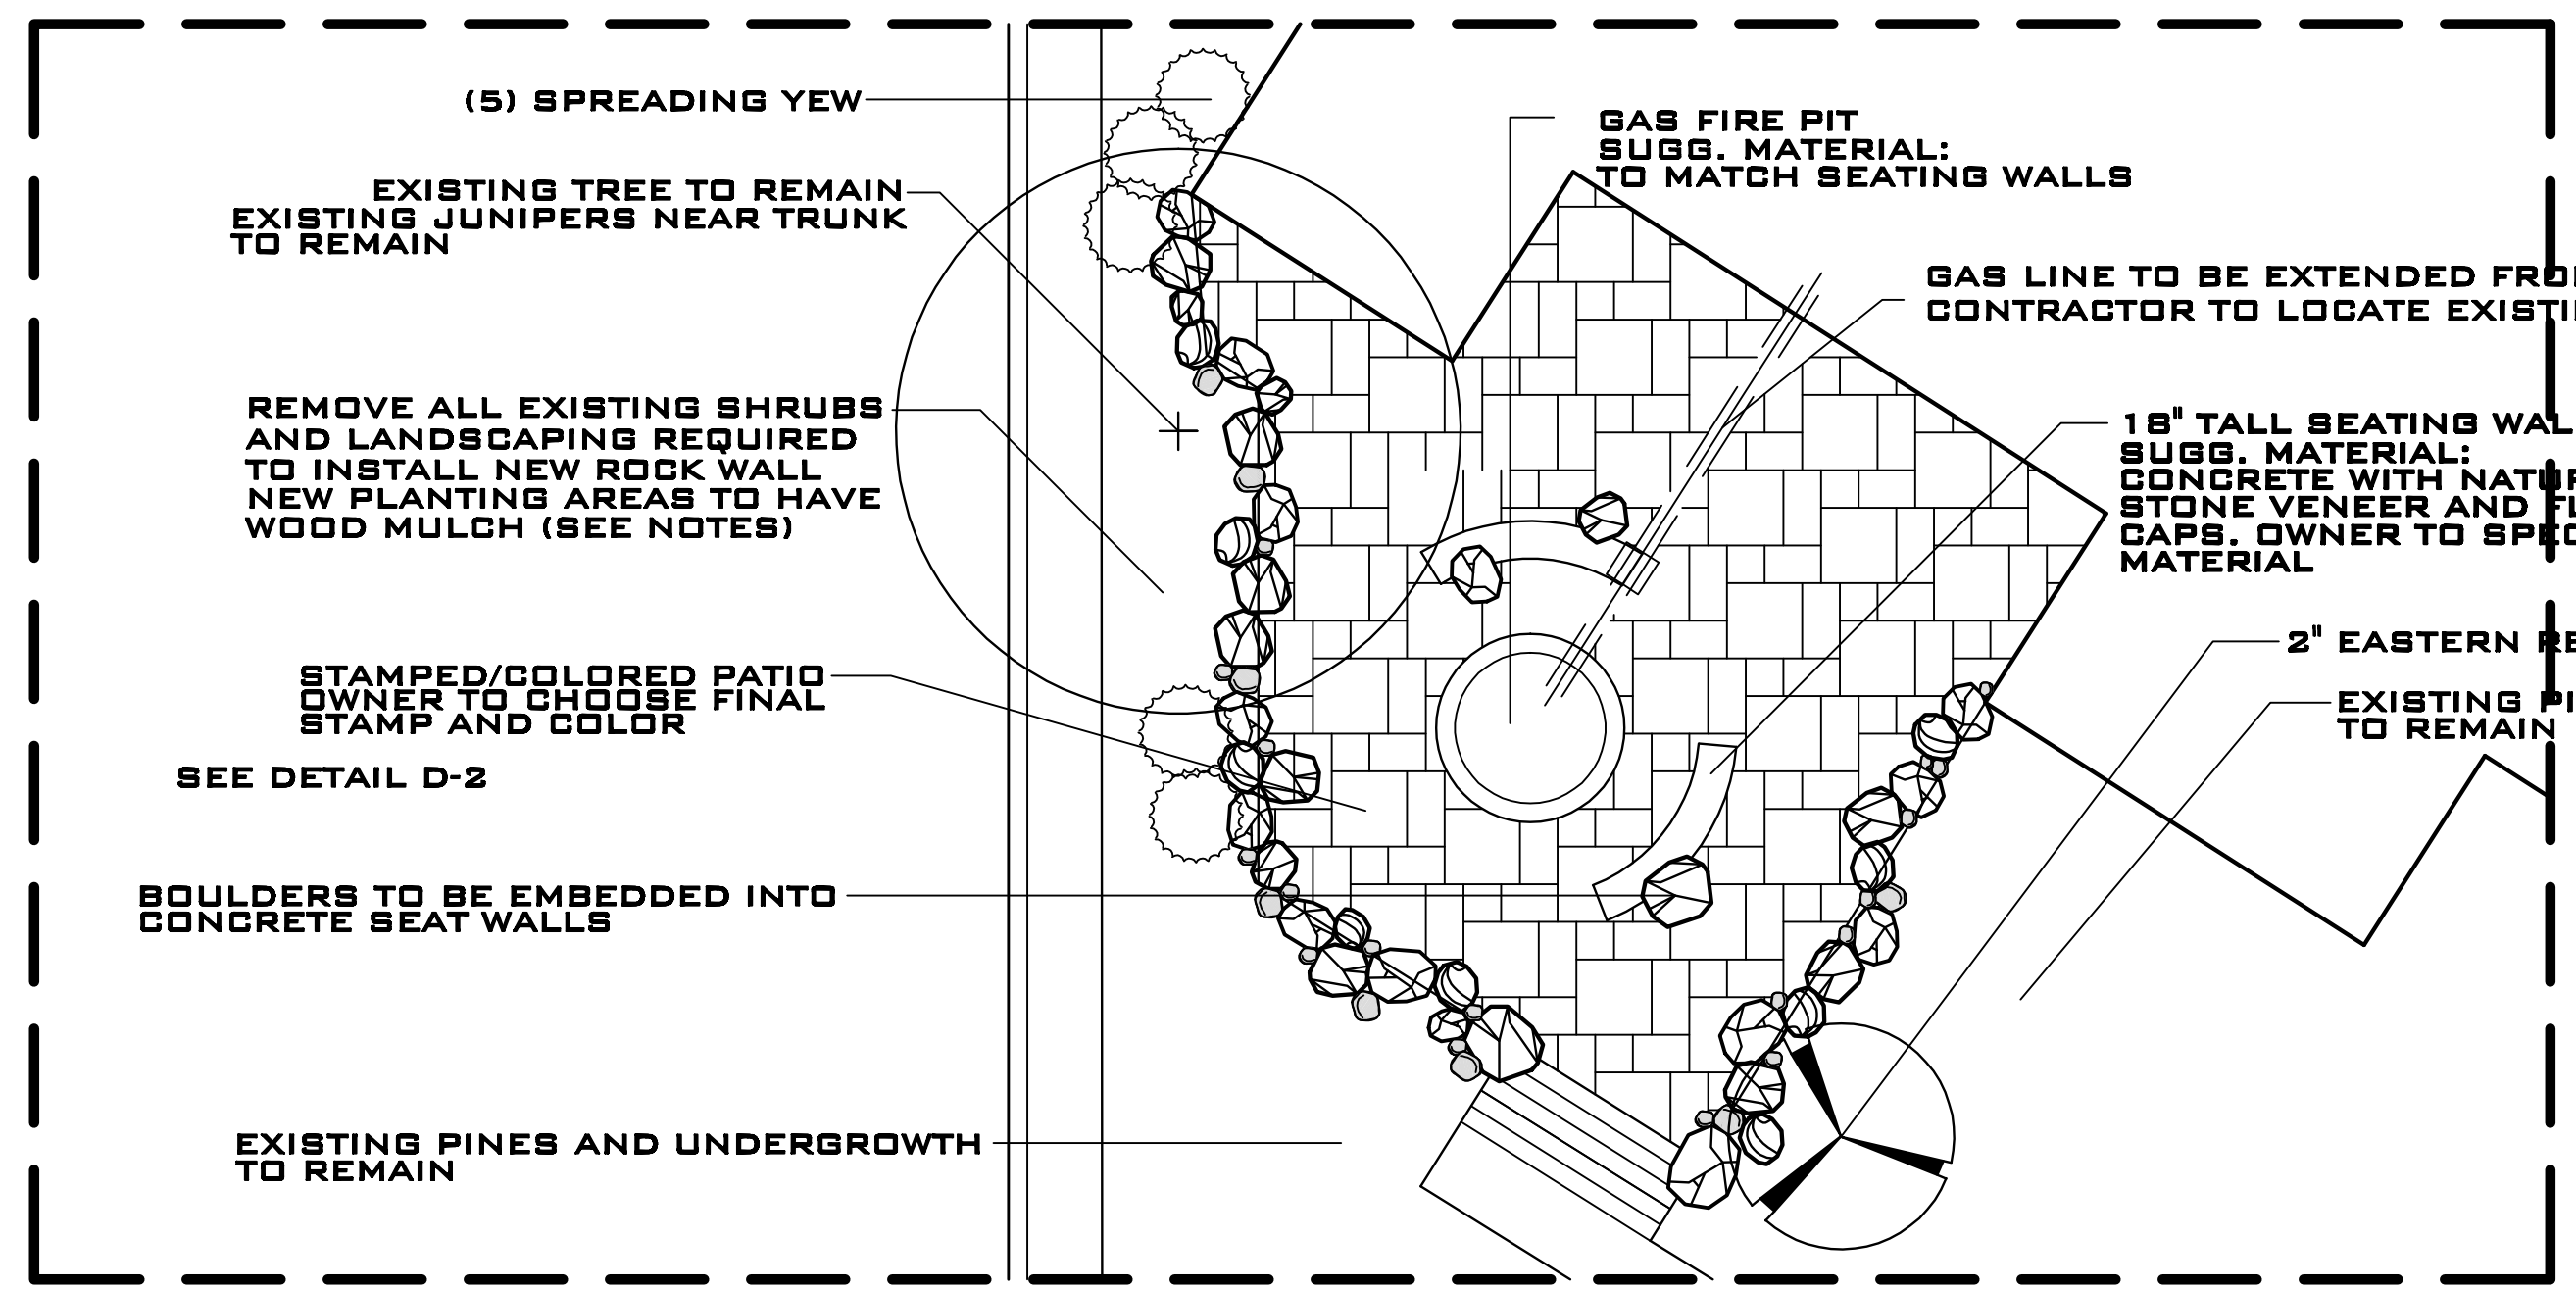 (5) SPREADING YEW
EXISTING TREE TO REMAIN
EXISTING JUNIPERS NEAR TRUNK
TO REMAIN
REMOVE ALL EXISTING SHRUBS
AND LANDSCAPING REQUIRED
TO INSTALL NEW ROCK WALL
NEW PLANTING AREAS TO HAVE
WOOD MULCH (SEE NOTES)
STAMPED/COLORED PATIO
OWNER TO CHOOSE FINAL
STAMP AND COLOR
SEE DETAIL D-2
BOULDERS TO BE EMBEDDED INTO
CONCRETE SEAT WALLS
EXISTING PINES AND UNDERGROWTH
TO REMAIN
GAS FIRE PIT
SUGG. MATERIAL:
TO MATCH SEATING WALLS
GAS LINE TO BE EXTENDED
CONTRACTOR TO LOCATE
18" TALL SEATING
SUGG. MATERIAL:
CONCRETE WITH
STONE VENEER AND
CAPS. OWNER TO
MATERIAL
2" EASTERN
EXISTING
TO REMAIN